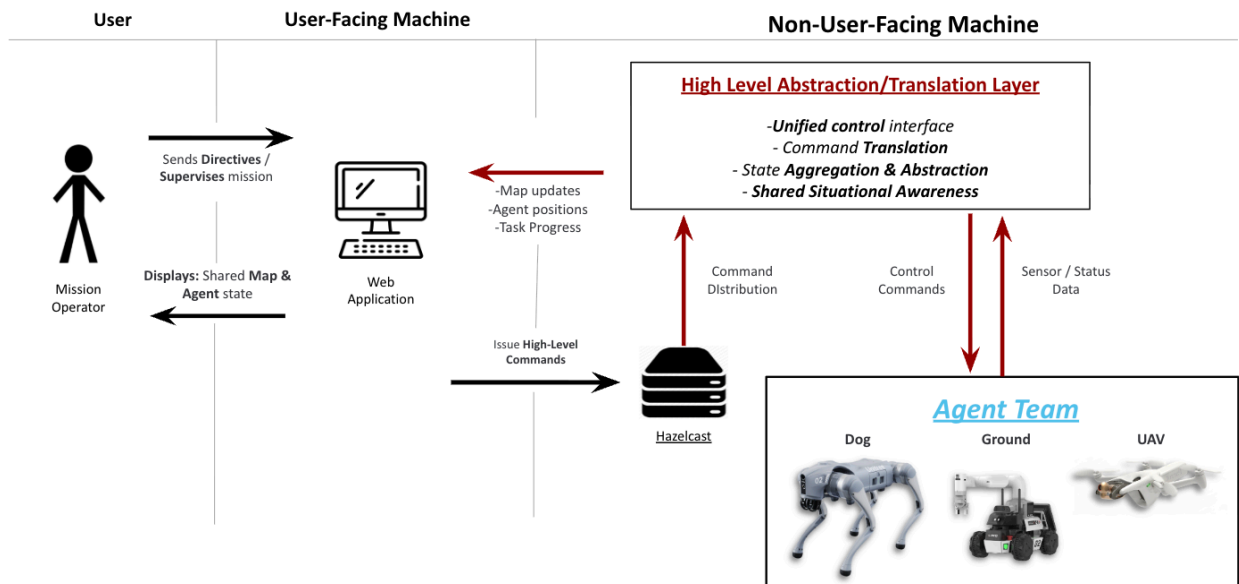 User
User-Facing Machine
Non-User-Facing Machine
High Level Abstraction/Translation Layer
-Unified control interface
- Command Translation
- State Aggregation & Abstraction
- Shared Situational Awareness
Sends Directives /
Supervises mission
- Map updates
-Agent positions
-Task Progress
Mission
Operator
Displays: Shared Map &
Agent state
Web
Application
Command
DIstribution
Control
Commands
Sensor / Status
Data
Issue High-Level
Commands
Hazelcast
Agent Team
Dog
Ground
UAV